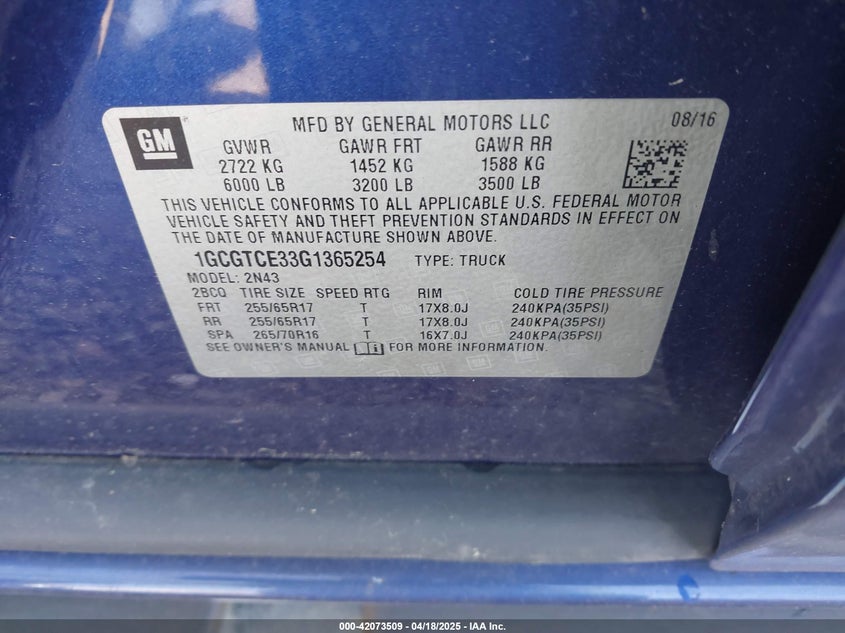 GM
MFD BY GENERAL MOTORS LLC 08/16
GVWR GAWR FRT GAWR RR
2722 KG 1452 KG 1588 KG
6000 LB 3200 LB 3500 LB
THIS VEHICLE CONFORMS TO ALL APPLICABLE U.S. FEDERAL MOTOR
VEHICLE SAFETY AND THEFT PREVENTION STANDARDS IN EFFECT ON
THE DATE OF MANUFACTURE SHOWN ABOVE.
1GCGTCE33G1365254 TYPE: TRUCK
MODEL: 2N43
2BCQ TIRE SIZE SPEED RTG RIM COLD TIRE PRESSURE
FRT 255/65R17 T 17X8.0J 240KPA(35PSI)
RR 255/65R17 T 17X8.0J 240KPA(35PSI)
SPA 265/70R16 T 16X7.0J 240KPA(35PSI)
SEE OWNER'S MANUAL FOR MORE INFORMATION.
000-42073509 - 04/18/2025 - IAA Inc.